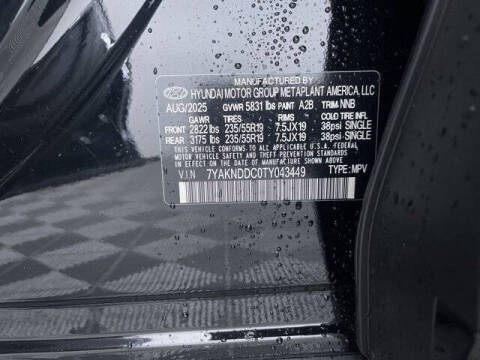 HYUNDAI MOTOR GROUP METAPLANT AMERICA, LLC
AUG/2025 GVWR 5831 lbs PAINT A2B TRIM-NNB
GAWR TIRES RIMS COLD TIRE INFL
FRONT 2822 lbs 235/55R19 7.5JX19 38psi SINGLE
REAR 3175 lbs 235/55R19 7.5JX19 38psi SINGLE
THIS VEHICLE CONFORMS TO ALL APPLICABLE U.S.A. FEDERAL
MOTOR VEHICLE SAFETY, BUMPER, AND THEFT PREVENTION
STANDARDS IN EFFECT ON THE DATE OF MANUFACTURE
SHOWN ABOVE.
V.I.N 7YAKNDDC0TY043449 TYPE:MPV